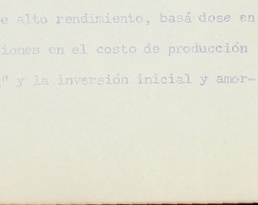 e alto rendimiento, basá dose en
iones en el costo de producción
" y la inversión inicial y amor-